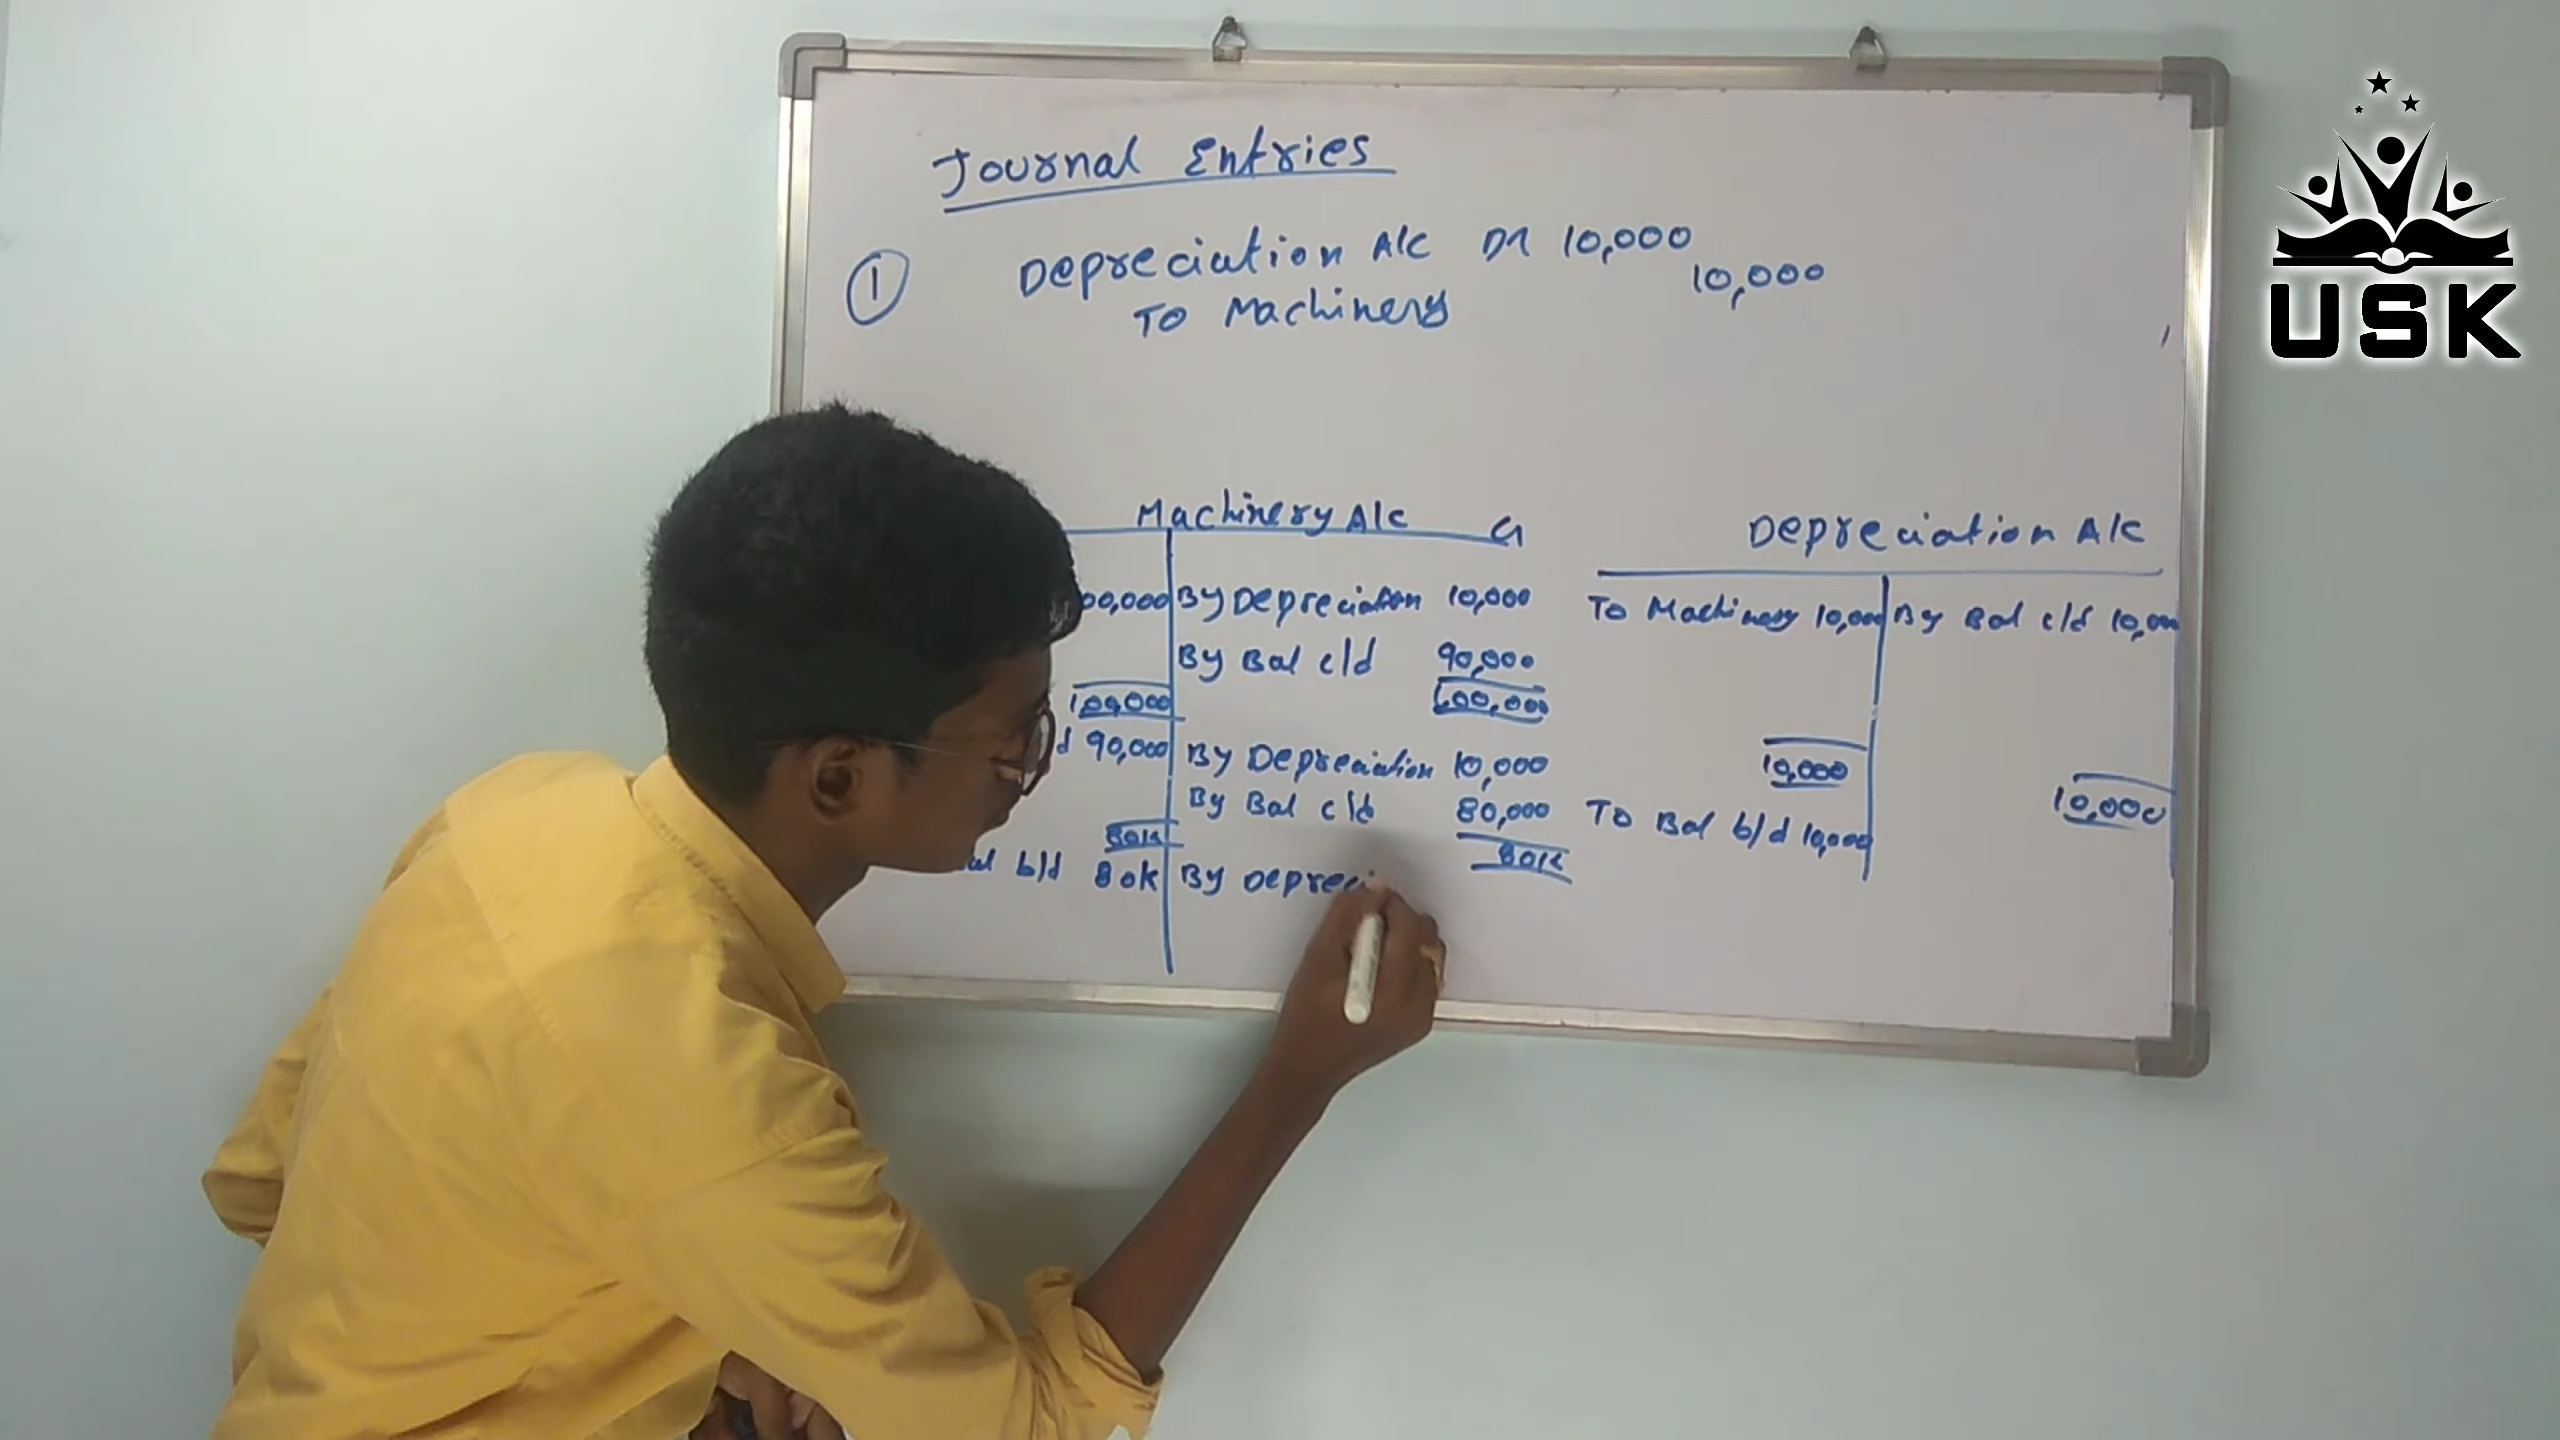 Journal Entries
1 Depreciation A/c Dr 10,000
To Machinery 10,000
Machinery A/c Cr
00,000 By Depreciation 10,000
By Bal c/d 90,000
100,000 100,000
d 90,000 By Depreciation 10,000
By Bal c/d 80,000
80K 80K
b/d 80K By Depreci
Depreciation A/c
To Machinery 10,000 By Bal c/d 10,000
10,000 10,000
To Bal b/d 10,000
USK